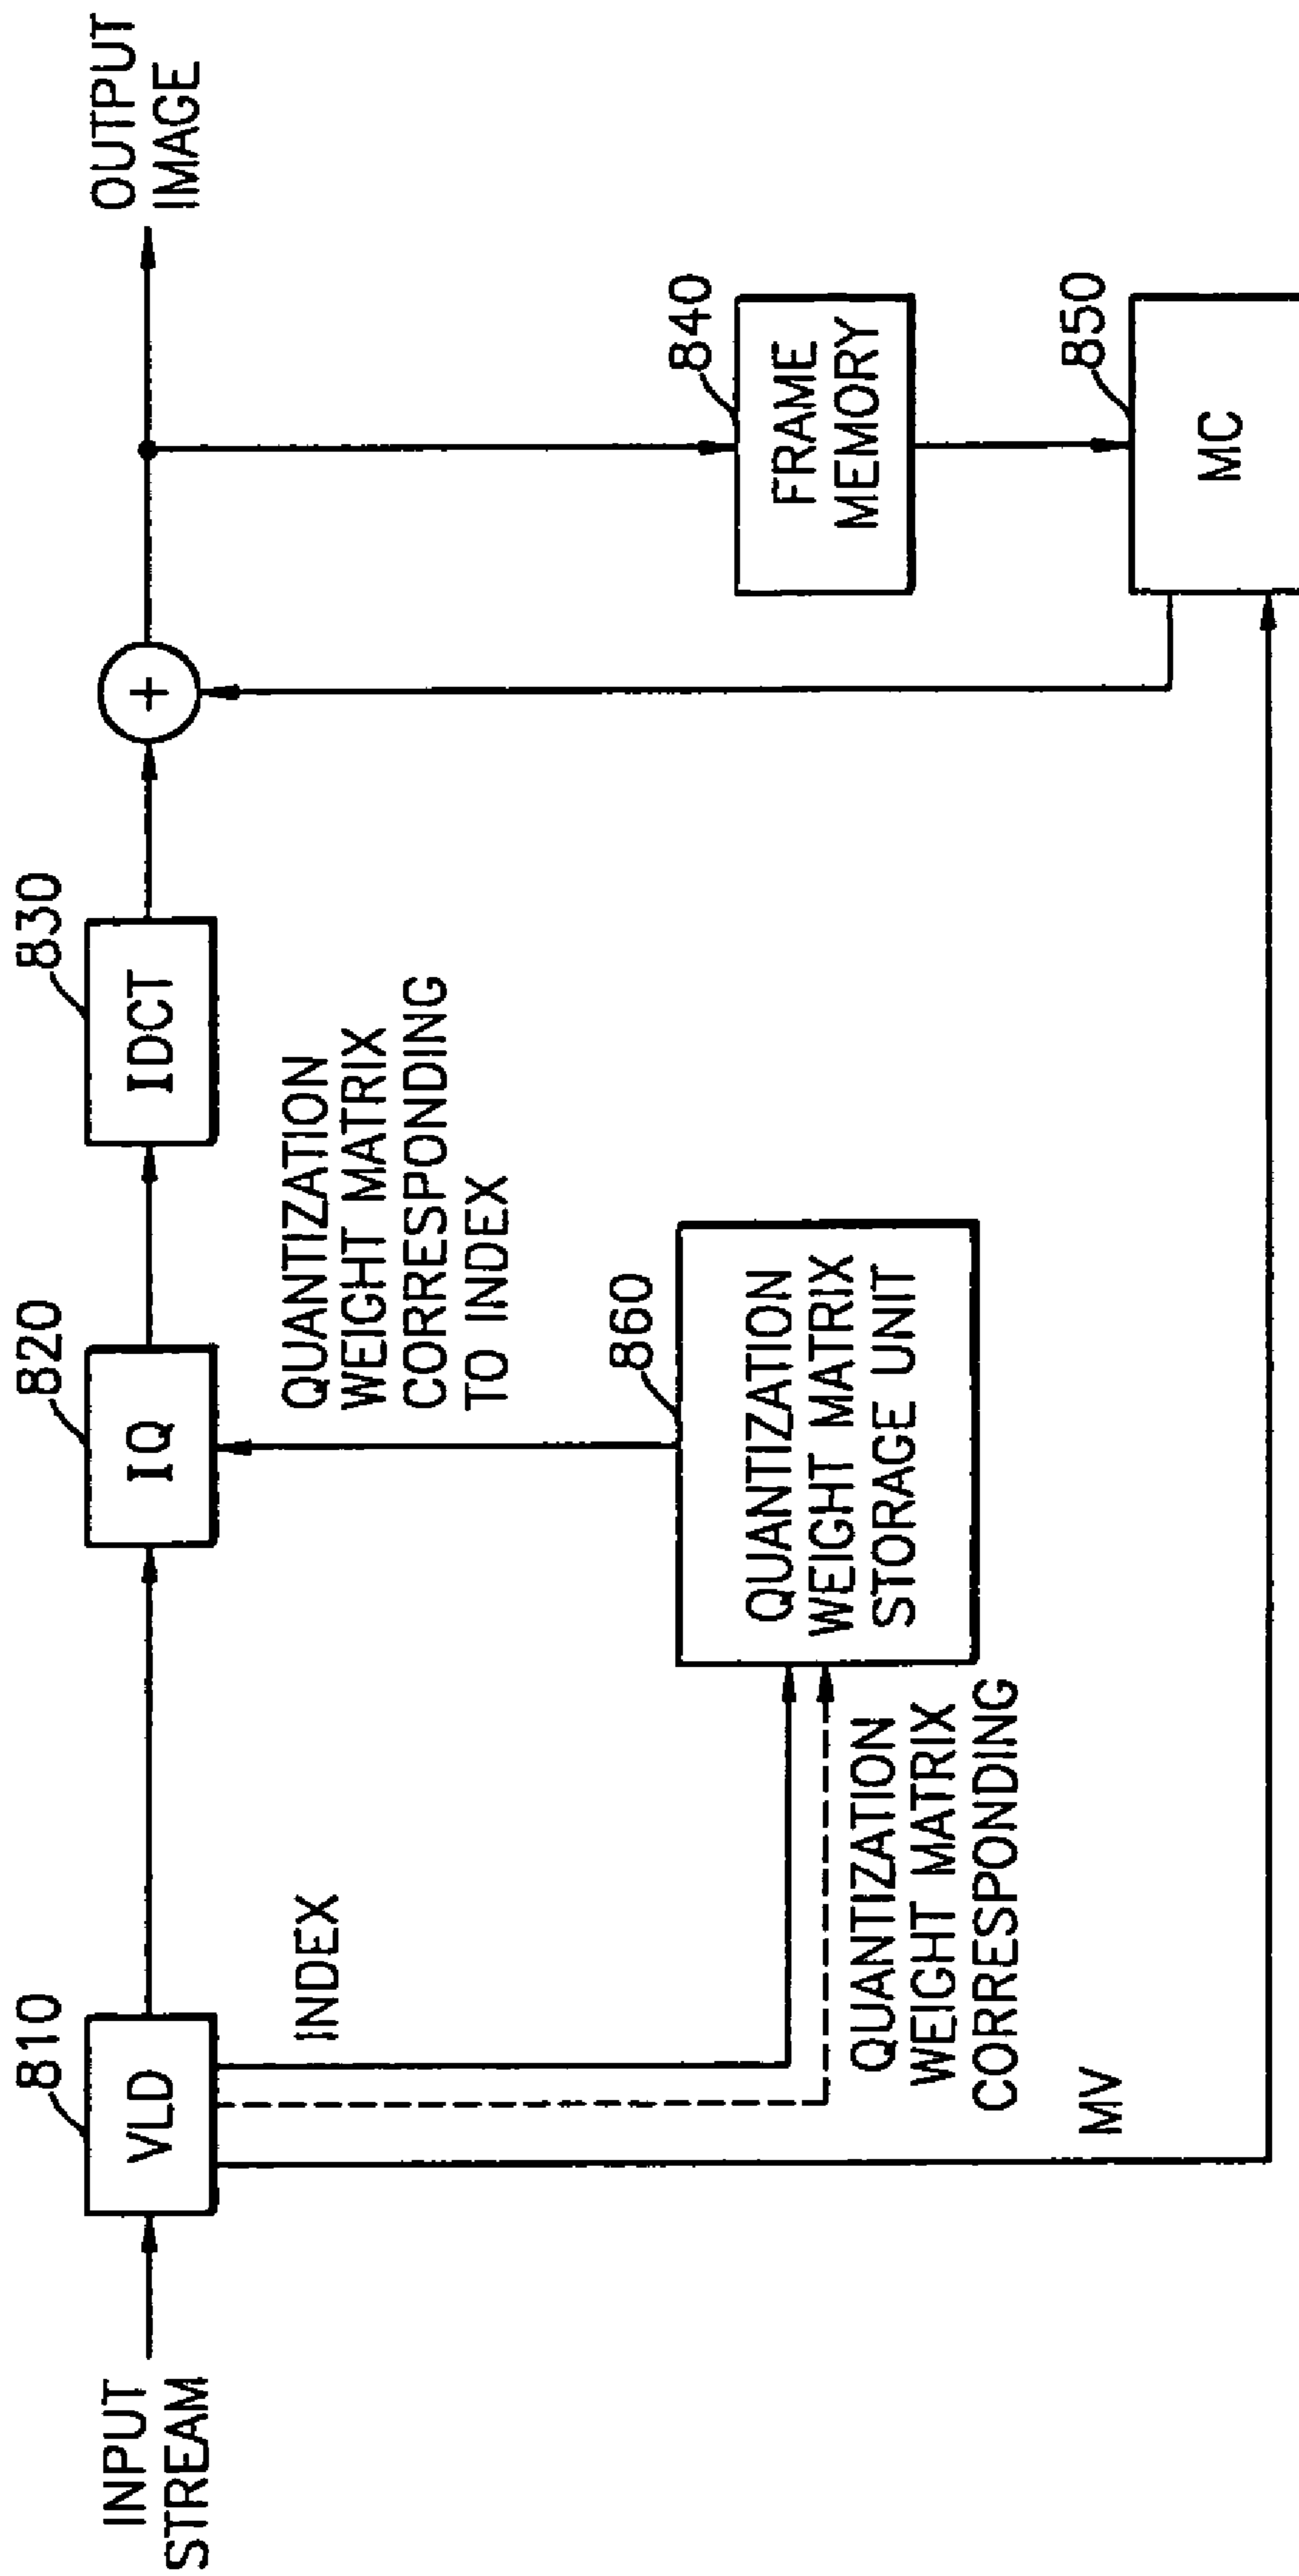 INPUT
STREAM
810
VLD
820
IQ
830
IDCT
+
OUTPUT
IMAGE
INDEX
QUANTIZATION
WEIGHT MATRIX
CORRESPONDING
TO INDEX
860
QUANTIZATION
WEIGHT MATRIX
STORAGE UNIT
840
FRAME
MEMORY
QUANTIZATION
WEIGHT MATRIX
CORRESPONDING
MV
850
MC